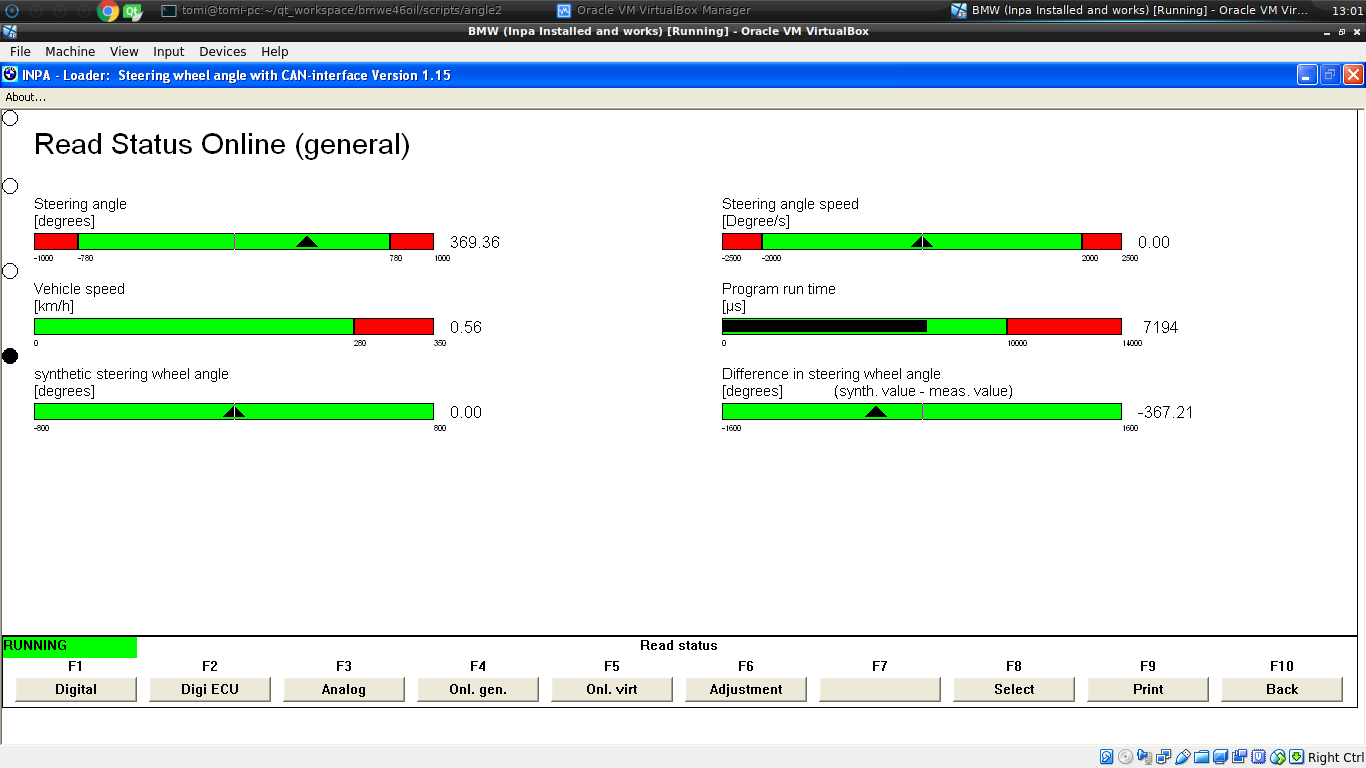 tomi@tomi-pc:~/qt_workspace/bmwe46oil/scripts/angle2
Oracle VM VirtualBox Manager
BMW (Inpa Installed and works) [Running] - Oracle VM Vir...
13:01
BMW (Inpa Installed and works) [Running] - Oracle VM VirtualBox
File Machine View Input Devices Help
INPA - Loader: Steering wheel angle with CAN-interface Version 1.15
About...
Read Status Online (general)
Steering angle
[degrees]
369.36
-1000 -780 780 1000
Steering angle speed
[Degree/s]
0.00
-2500 -2000 2000 2500
Vehicle speed
[km/h]
0.56
0 280 350
Program run time
[µs]
7194
0 10000 14000
synthetic steering wheel angle
[degrees]
0.00
-800 800
Difference in steering wheel angle
[degrees] (synth. value - meas. value)
-367.21
-1600 1600
RUNNING
Read status
F1 F2 F3 F4 F5 F6 F7 F8 F9 F10
Digital Digi ECU Analog Onl. gen. Onl. virt Adjustment Select Print Back
Right Ctrl